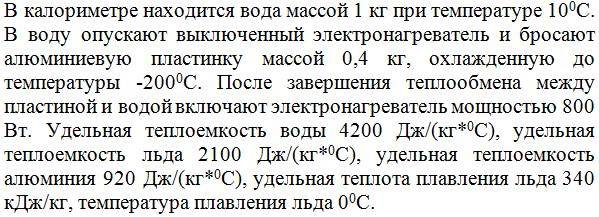 В калориметре находится вода массой 1 кг при температуре 10⁰С.
В воду опускают выключенный электронагреватель и бросают
алюминиевую пластинку массой 0,4 кг, охлажденную до
температуры -200⁰С. После завершения теплообмена между
пластиной и водой включают электронагреватель мощностью 800
Вт. Удельная теплоемкость воды 4200 Дж/(кг*⁰С), удельная
теплоемкость льда 2100 Дж/(кг*⁰С), удельная теплоемкость
алюминия 920 Дж/(кг*⁰С), удельная теплота плавления льда 340
кДж/кг, температура плавления льда 0⁰С.